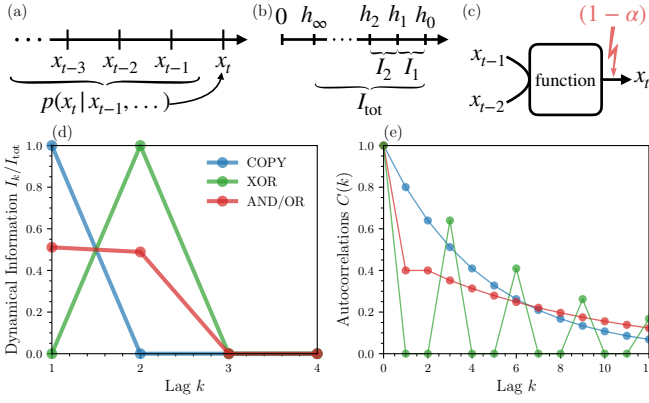 (a)
x_{t−3} x_{t−2} x_{t−1} x_t
p(x_t | x_{t−1}, …)
(b)
0 h_∞ h_2 h_1 h_0
I_2 I_1
I_tot
(c)
(1 − α)
x_{t−1}
x_{t−2}
function
x_t
(d)
Dynamical Information I_k/I_tot
1.0
0.8
0.6
0.4
0.2
0.0
COPY
XOR
AND/OR
1 2 3 4
Lag k
(e)
Autocorrelations C(k)
1.0
0.8
0.6
0.4
0.2
0.0
0 2 4 6 8 10 12
Lag k